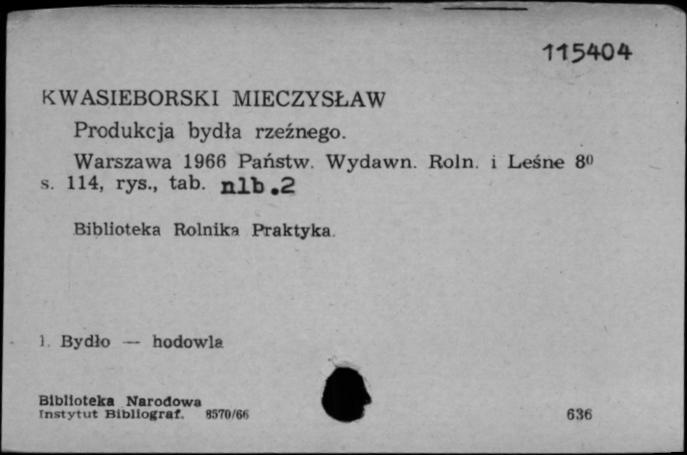 115404
KWASIEBORSKI MIECZYSŁAW
Produkcja bydła rzeźnego.
Warszawa 1966 Państw. Wydawn. Roln. i Leśne 8⁰
s. 114, rys., tab. nlb.2
Biblioteka Rolnika Praktyka.
1. Bydło — hodowla
Biblioteka Narodowa
Instytut Bibliograf. 8570/66
636